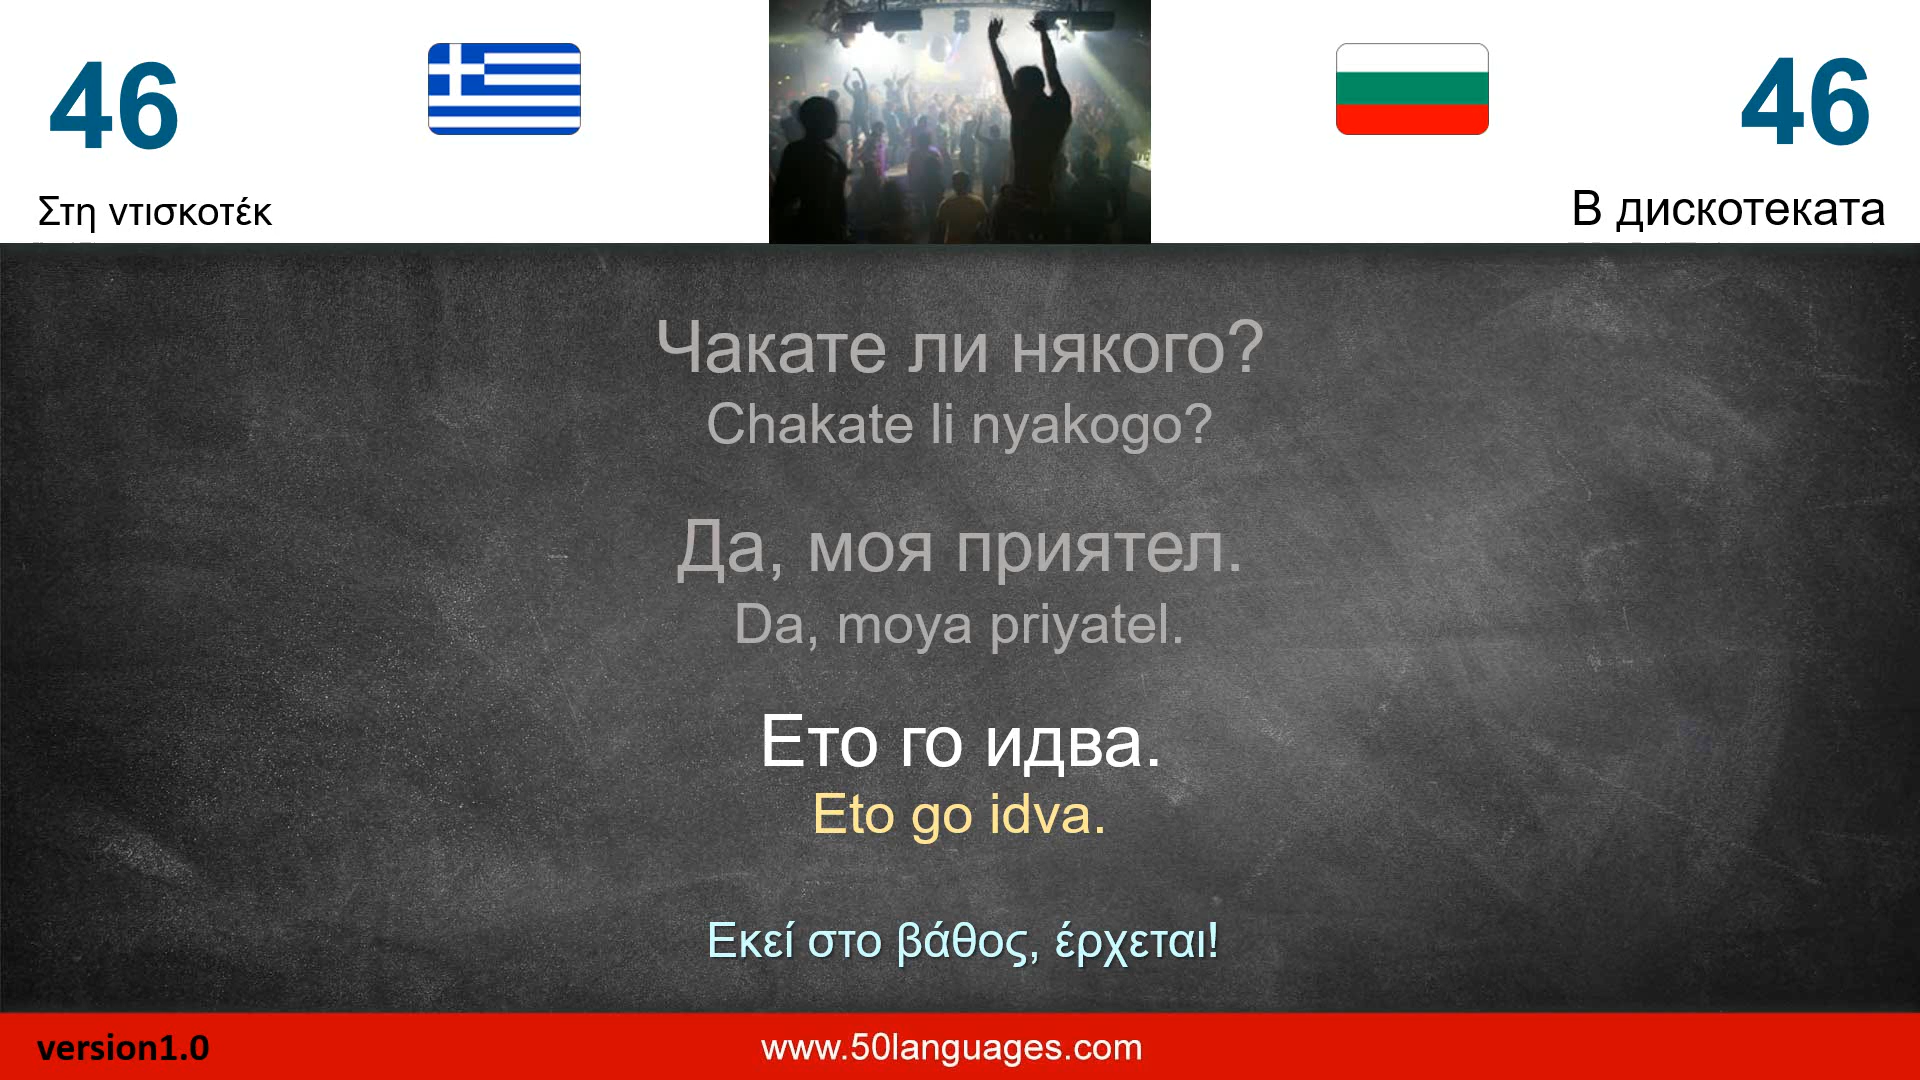 46
46
Στη ντισκοτέκ
В дискотеката
Чакате ли някого?
Chakate li nyakogo?
Да, моя приятел.
Da, moya priyatel.
Ето го идва.
Eto go idva.
Εκεί στο βάθος, έρχεται!
version1.0
www.50languages.com